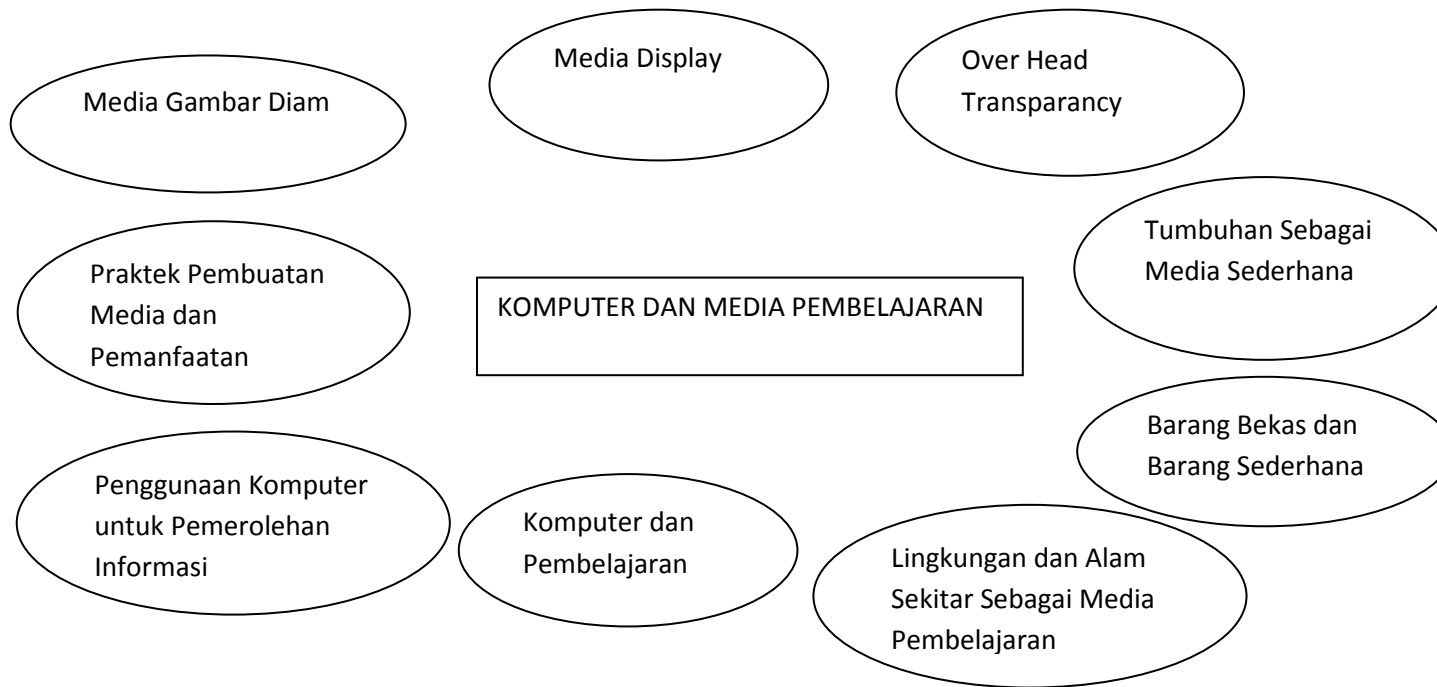 Media Gambar Diam
Media Display
Over Head
Transparancy
Tumbuhan Sebagai
Media Sederhana
Praktek Pembuatan
Media dan
Pemanfaatan
KOMPUTER DAN MEDIA PEMBELAJARAN
Barang Bekas dan
Barang Sederhana
Penggunaan Komputer
untuk Pemerolehan
Informasi
Komputer dan
Pembelajaran
Lingkungan dan Alam
Sekitar Sebagai Media
Pembelajaran